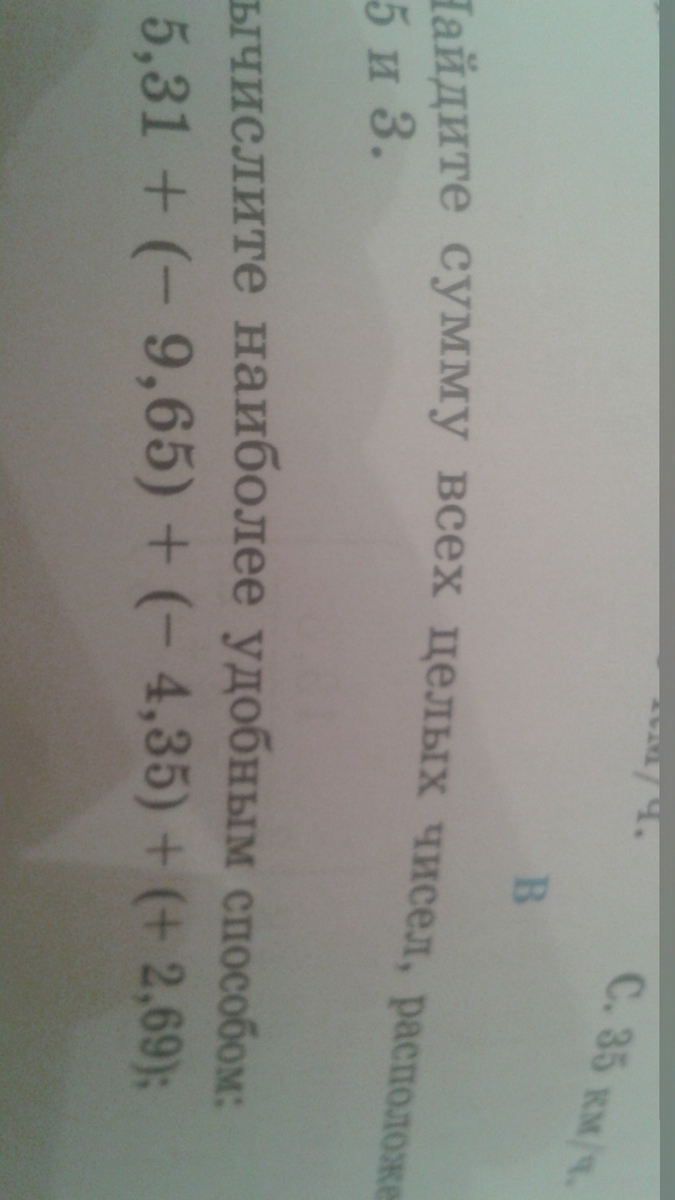 км/ч.
С. 35 км/ч.
В
Найдите сумму всех целых чисел, расположе
5 и 3.
ычислите наиболее удобным способом:
5,31 + (− 9,65) + (− 4,35) + (+ 2,69);